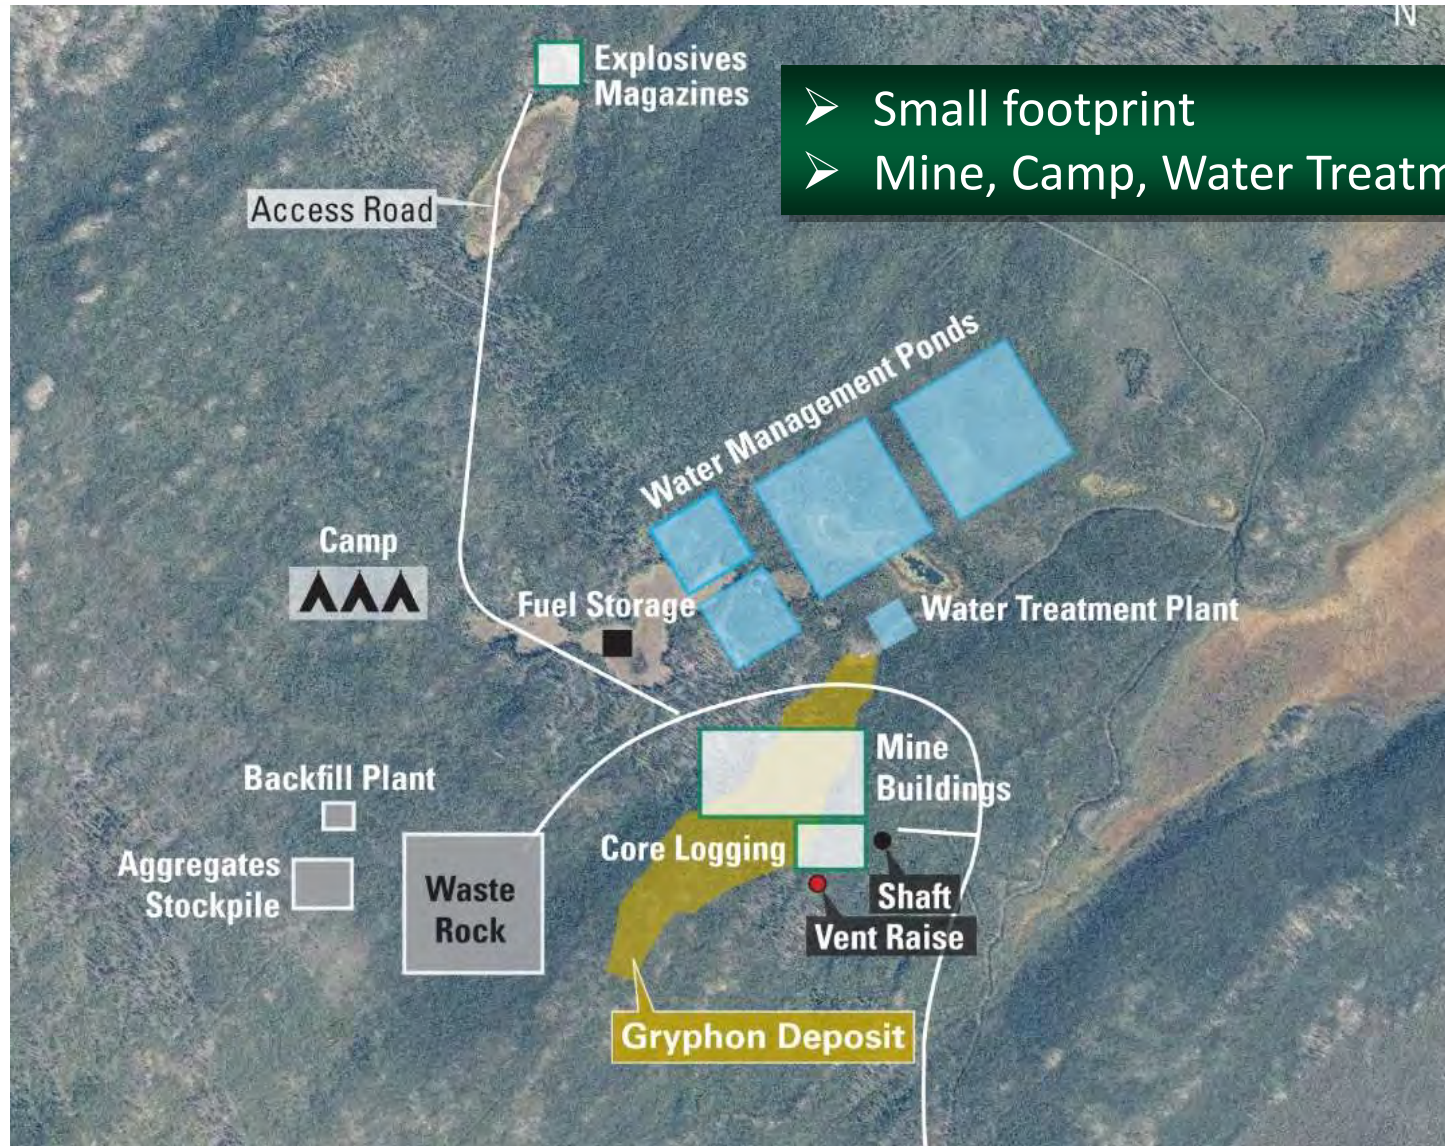 N
Explosives
Magazines
➢ Small footprint
➢ Mine, Camp, Water Treatm
Access Road
Water Management Ponds
Camp
Fuel Storage
Water Treatment Plant
Mine
Buildings
Backfill Plant
Core Logging
Aggregates
Stockpile
Waste
Rock
Shaft
Vent Raise
Gryphon Deposit